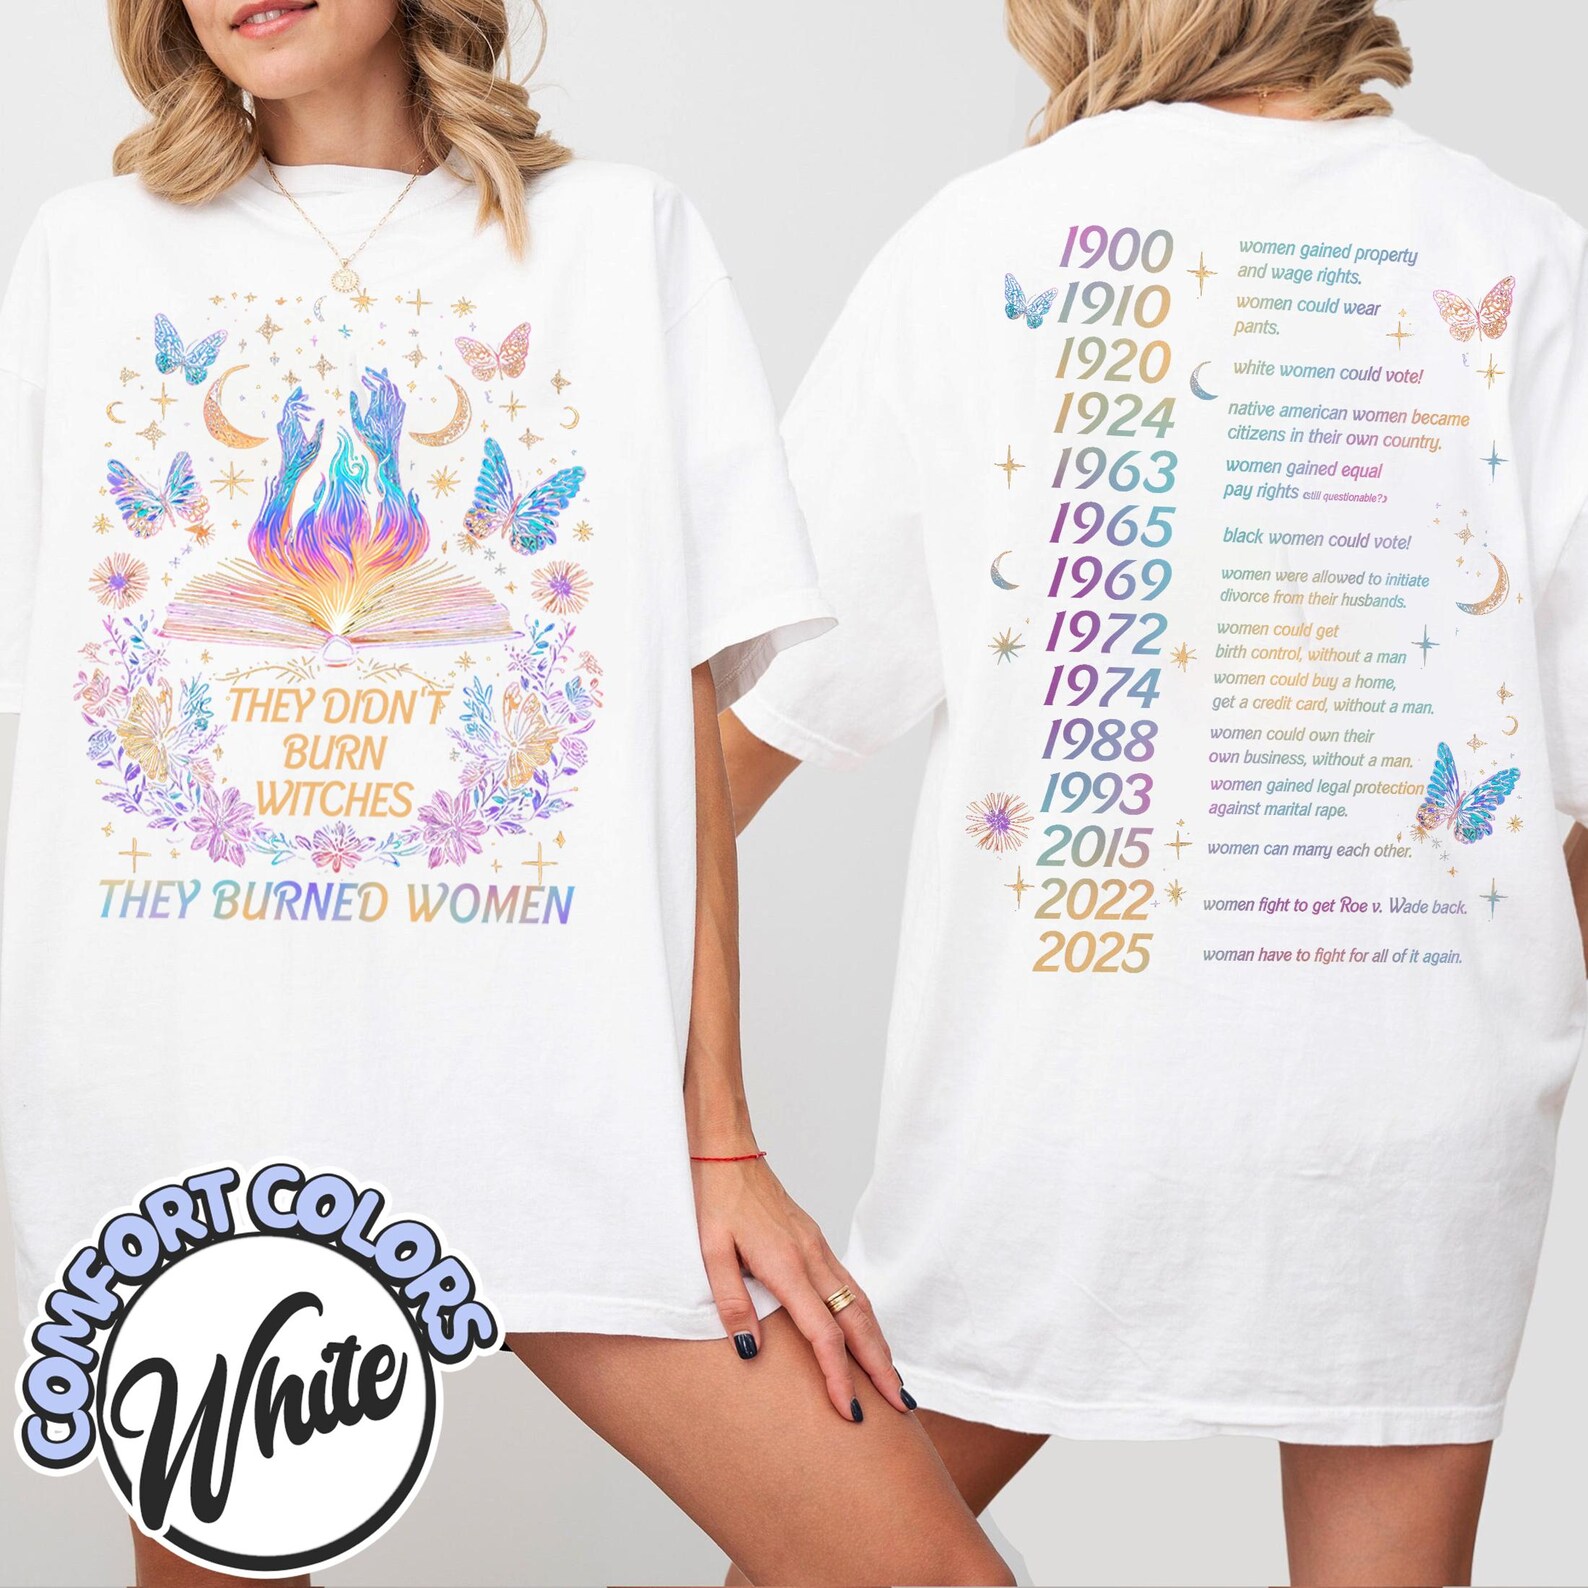 THEY DIDN'T
BURN
WITCHES
THEY BURNED WOMEN
COMFORT COLORS
White
1900
women gained property
and wage rights.
1910
women could wear
pants.
1920
white women could vote!
1924
native american women became
citizens in their own country.
1963
women gained equal
pay rights (still questionable?)
1965
black women could vote!
1969
women were allowed to initiate
divorce from their husbands.
1972
women could get
birth control, without a man
1974
women could buy a home,
get a credit card, without a man.
1988
women could own their
own business, without a man.
1993
women gained legal protection
against marital rape.
2015
women can marry each other.
2022
women fight to get Roe v. Wade back.
2025
woman have to fight for all of it again.